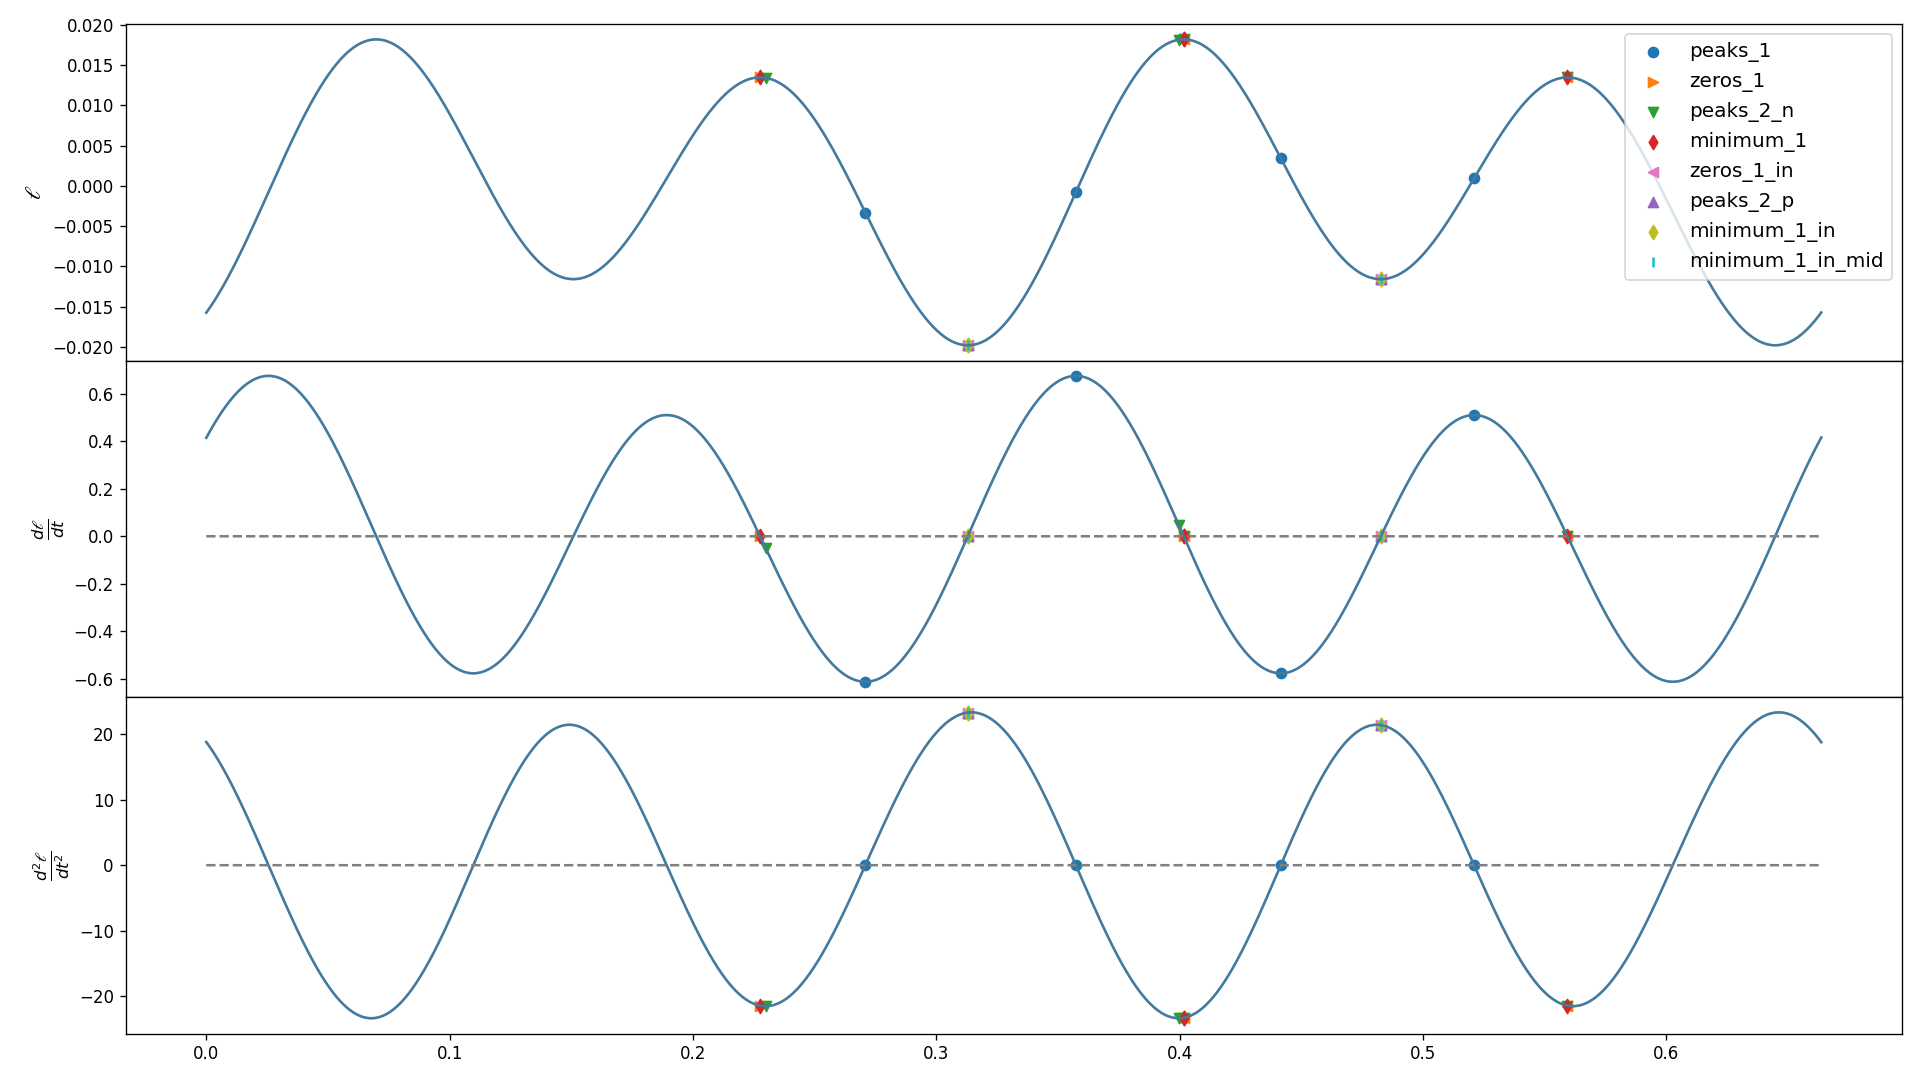 0.020
0.015
0.010
0.005
0.000
−0.005
−0.010
−0.015
−0.020
ℓ
peaks_1
zeros_1
peaks_2_n
minimum_1
zeros_1_in
peaks_2_p
minimum_1_in
minimum_1_in_mid
0.6
0.4
0.2
0.0
−0.2
−0.4
−0.6
dℓ
dt
20
10
0
−10
−20
d²ℓ
dt²
0.0 0.1 0.2 0.3 0.4 0.5 0.6